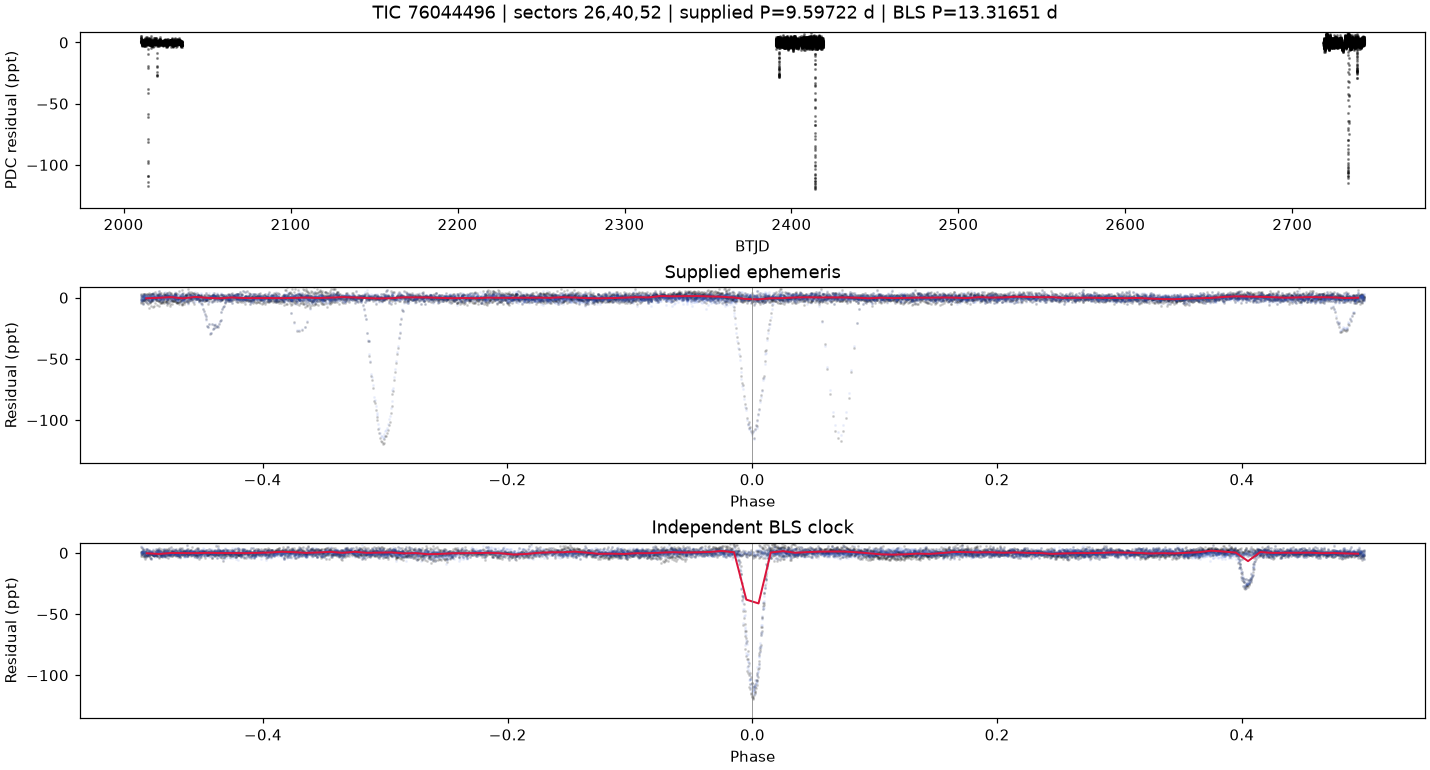 TIC 76044496 | sectors 26,40,52 | supplied P=9.59722 d | BLS P=13.31651 d
0
−50
−100
PDC residual (ppt)
2000 2100 2200 2300 2400 2500 2600 2700
BTJD
Supplied ephemeris
0
−50
−100
Residual (ppt)
−0.4 −0.2 0.0 0.2 0.4
Phase
Independent BLS clock
0
−50
−100
Residual (ppt)
−0.4 −0.2 0.0 0.2 0.4
Phase